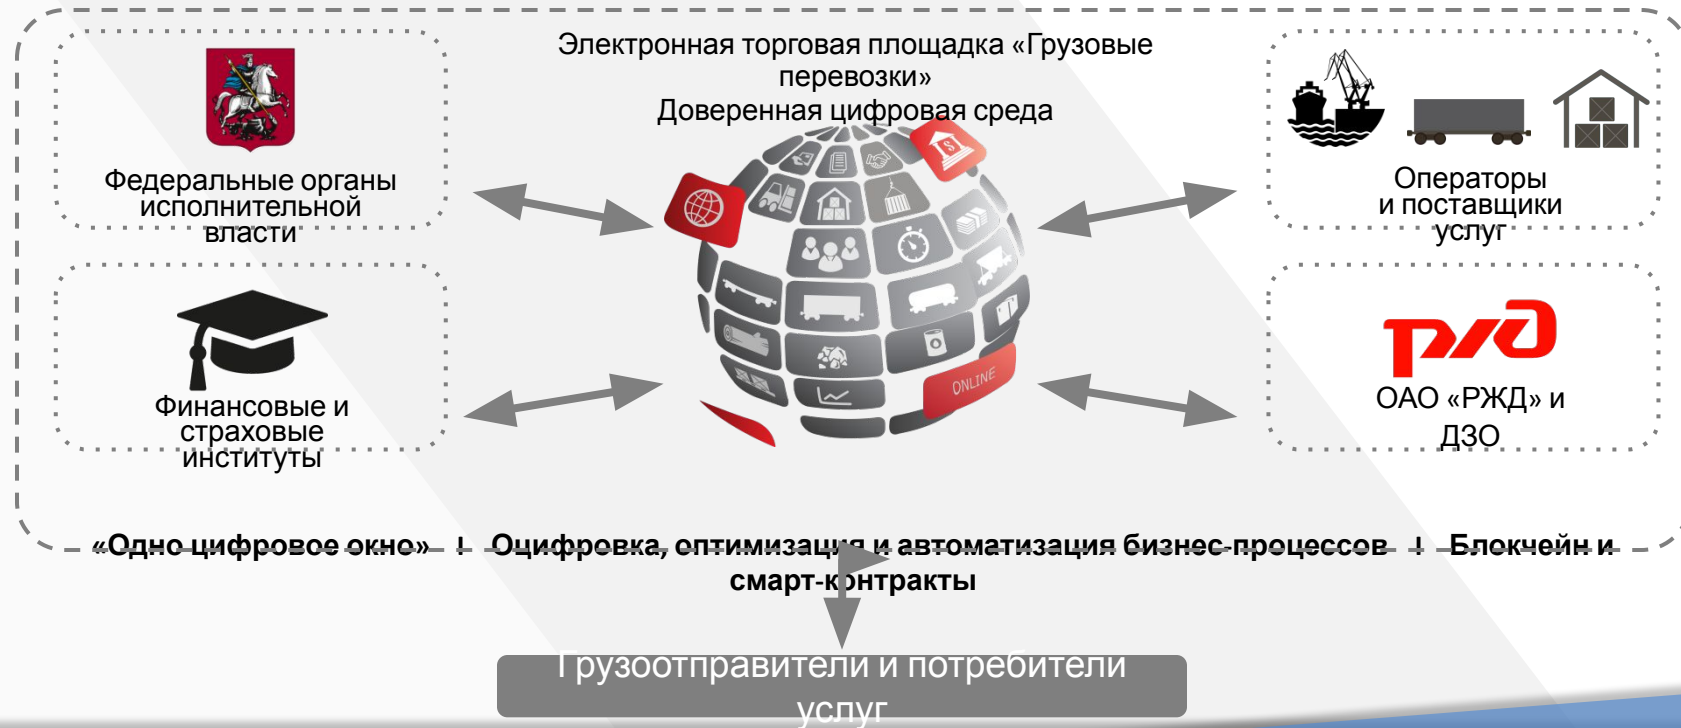 Электронная торговая площадка «Грузовые
перевозки»
Доверенная цифровая среда
Федеральные органы
исполнительной
власти
Операторы
и поставщики
услуг
Финансовые и
страховые
институты
ONLINE
ржд
ОАО «РЖД» и
ДЗО
«Одно цифровое окно» I Оцифровка, оптимизация и автоматизация бизнес-процессов I Блокчейн и
смарт-контракты
Грузоотправители и потребители
услуг